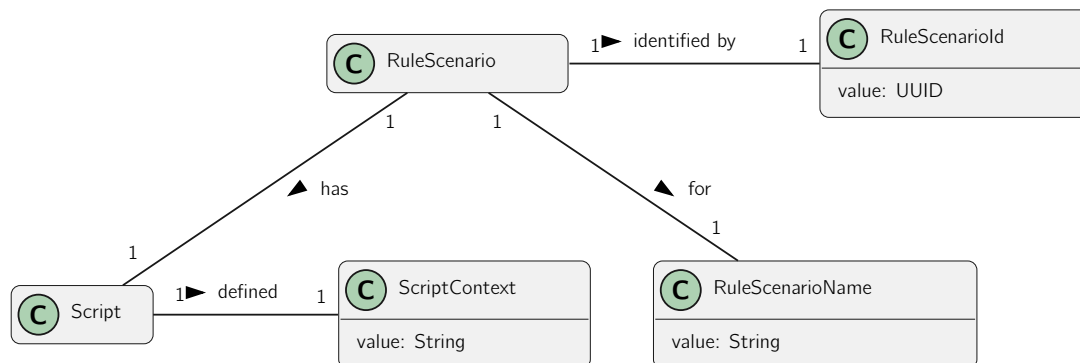 C RuleScenario
1 identified by 1
C RuleScenarioId
value: UUID
1
has
1
1
for
1
C Script
1 defined 1
C ScriptContext
value: String
C RuleScenarioName
value: String